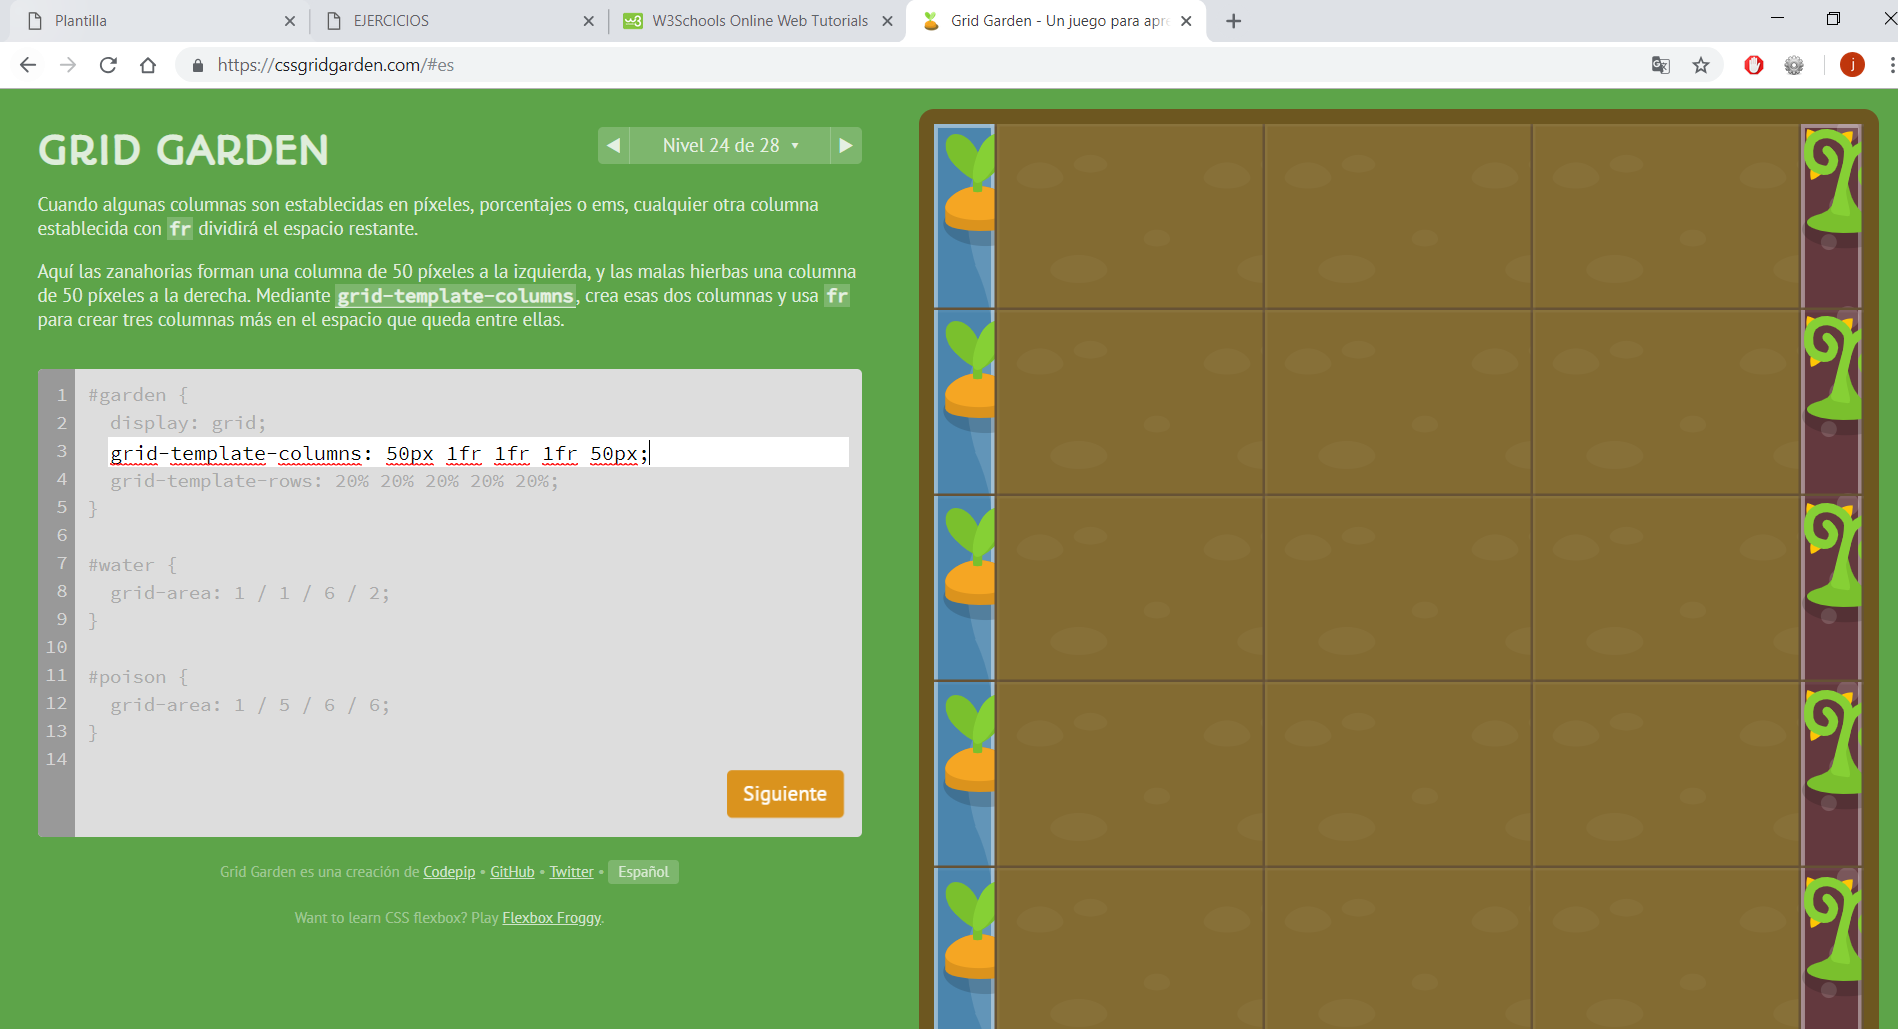 Plantilla
EJERCICIOS
W3Schools Online Web Tutorials
Grid Garden - Un juego para apre
https://cssgridgarden.com/#es
j
GRID GARDEN
Nivel 24 de 28
Cuando algunas columnas son establecidas en píxeles, porcentajes o ems, cualquier otra columna
establecida con fr dividirá el espacio restante.
Aquí las zanahorias forman una columna de 50 píxeles a la izquierda, y las malas hierbas una columna
de 50 píxeles a la derecha. Mediante grid-template-columns, crea esas dos columnas y usa fr
para crear tres columnas más en el espacio que queda entre ellas.
1 #garden {
2 display: grid;
3 grid-template-columns: 50px 1fr 1fr 1fr 50px;
4 grid-template-rows: 20% 20% 20% 20% 20%;
5 }
6
7 #water {
8 grid-area: 1 / 1 / 6 / 2;
9 }
10
11 #poison {
12 grid-area: 1 / 5 / 6 / 6;
13 }
14
Siguiente
Grid Garden es una creación de Codepip • GitHub • Twitter • Español
Want to learn CSS flexbox? Play Flexbox Froggy.